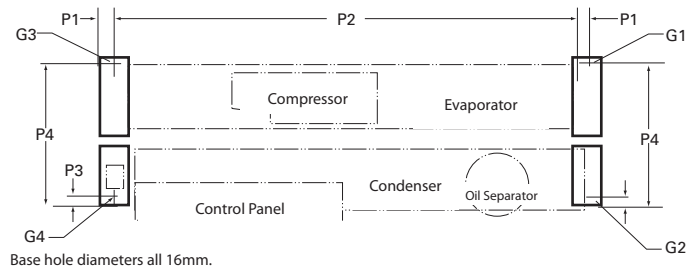 P1
P2
P1
G3
G1
Compressor
Evaporator
P4
P4
P3
Condenser
Oil Separator
Control Panel
G4
G2
Base hole diameters all 16mm.